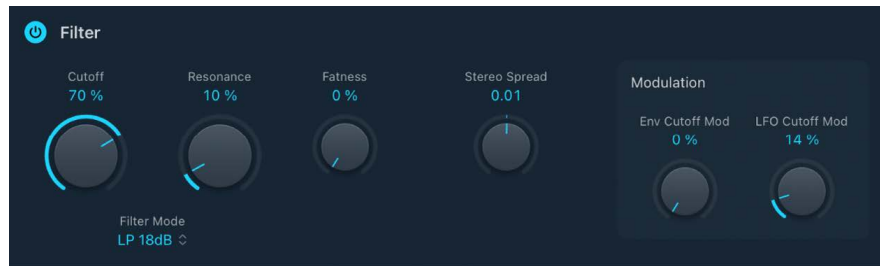 Filter
Cutoff
70 %
Resonance
10 %
Fatness
0 %
Stereo Spread
0.01
Filter Mode
LP 18dB
Modulation
Env Cutoff Mod
0 %
LFO Cutoff Mod
14 %